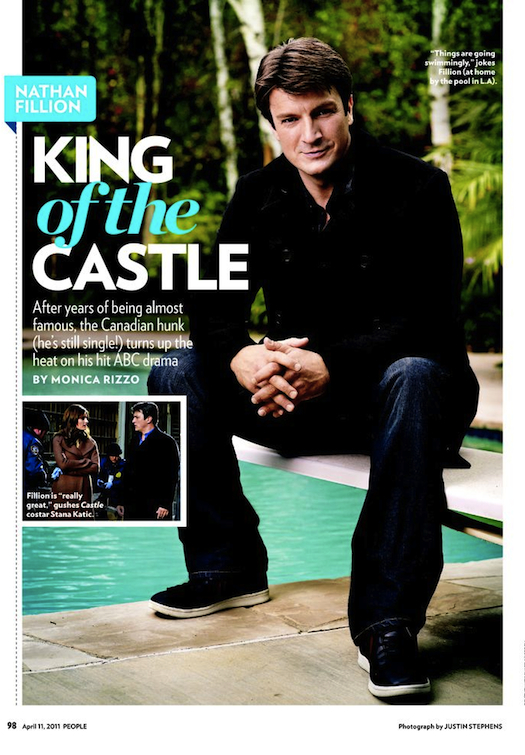 "Things are going
swimmingly," jokes
Fillion (at home
by the pool in L.A).
NATHAN
FILLION
KING
of the
CASTLE
After years of being almost
famous, the Canadian hunk
(he's still single!) turns up the
heat on his hit ABC drama
BY MONICA RIZZO
Fillion is "really
great," gushes Castle
costar Stana Katic.
98 April 11, 2011 PEOPLE
Photograph by JUSTIN STEPHENS